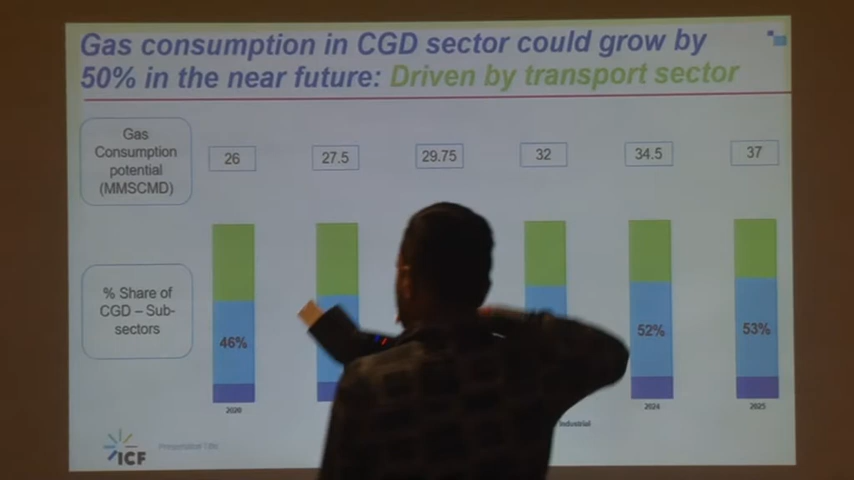 Gas consumption in CGD sector could grow by
50% in the near future: Driven by transport sector
Gas
Consumption
potential
(MMSCMD)
26
27.5
29.75
32
34.5
37
% Share of
CGD – Sub-
sectors
46%
52%
53%
2020
2024
2025
Industrial
ICF
Presentation Title